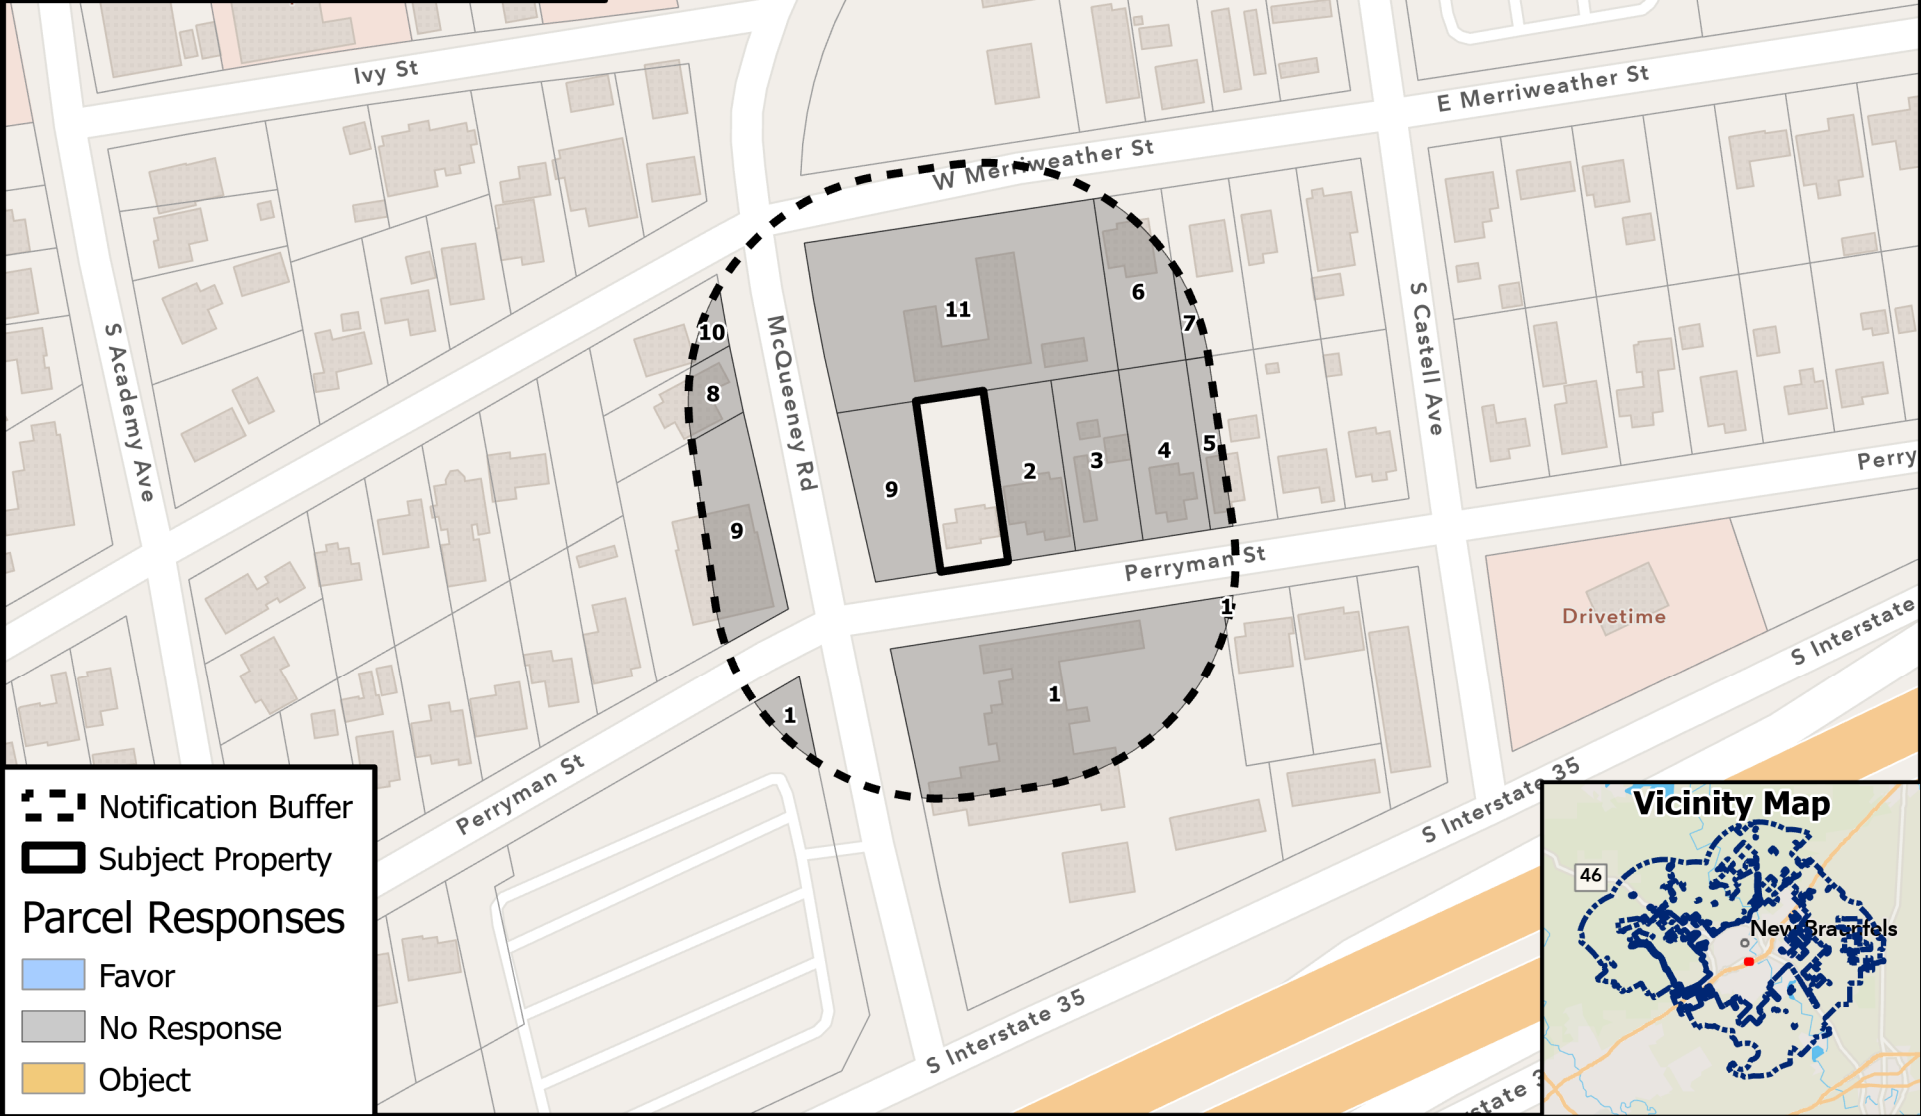 Ivy St
E Merriweather St
W Merriweather St
S Academy Ave
McQueeney Rd
S Castell Ave
11
6
7
10
8
9
9
2
3
4
5
Perry
Perryman St
1
1
1
Drivetime
S Interstate
Perryman St
S Interstate 35
S Interstate 35
Notification Buffer
Subject Property
Parcel Responses
Favor
No Response
Object
Vicinity Map
46
New Braunfels
state 3